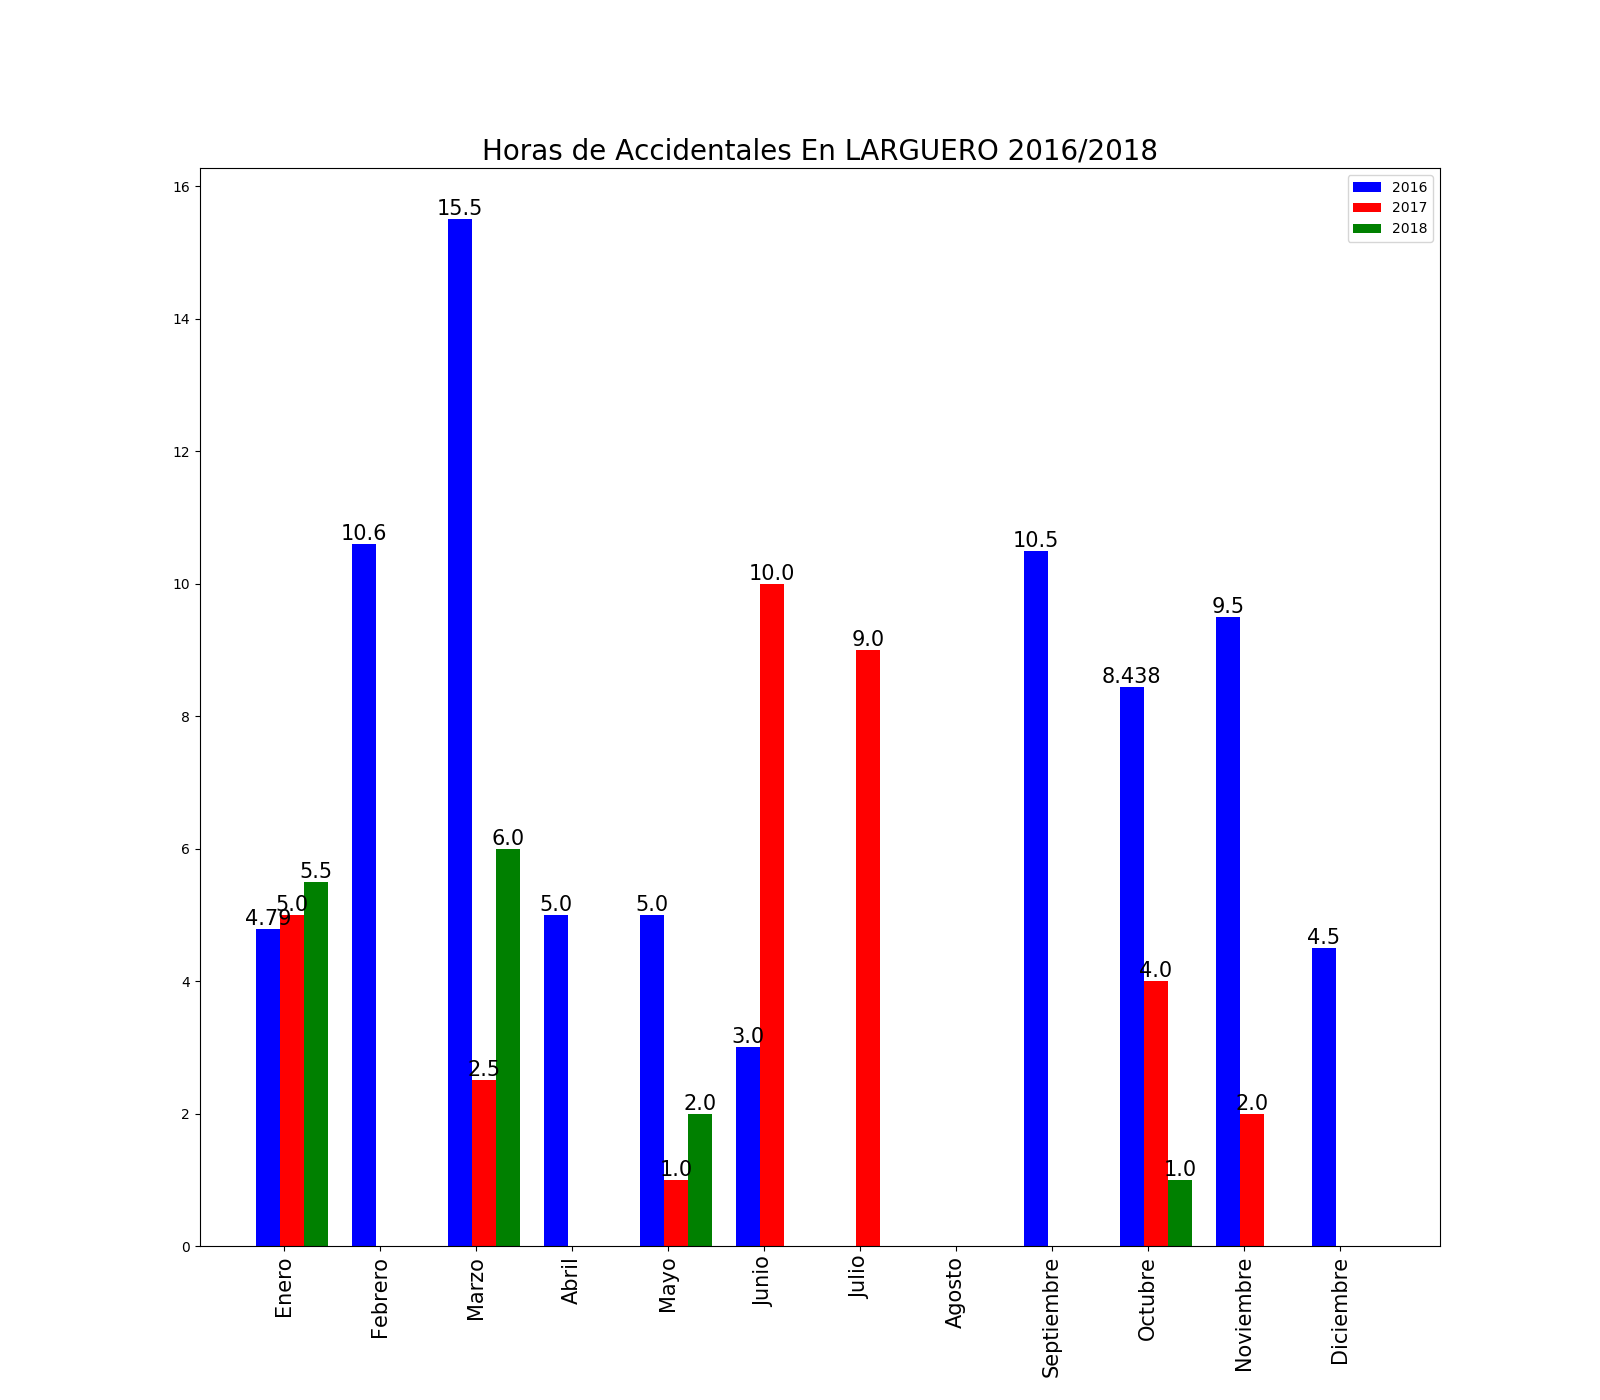 Horas de Accidentales En LARGUERO 2016/2018
2016
2017
2018
16
14
12
10
8
6
4
2
0
4.79
5.0
5.5
10.6
15.5
2.5
6.0
5.0
5.0
1.0
2.0
3.0
10.0
9.0
10.5
8.438
4.0
1.0
9.5
2.0
4.5
Enero
Febrero
Marzo
Abril
Mayo
Junio
Julio
Agosto
Septiembre
Octubre
Noviembre
Diciembre